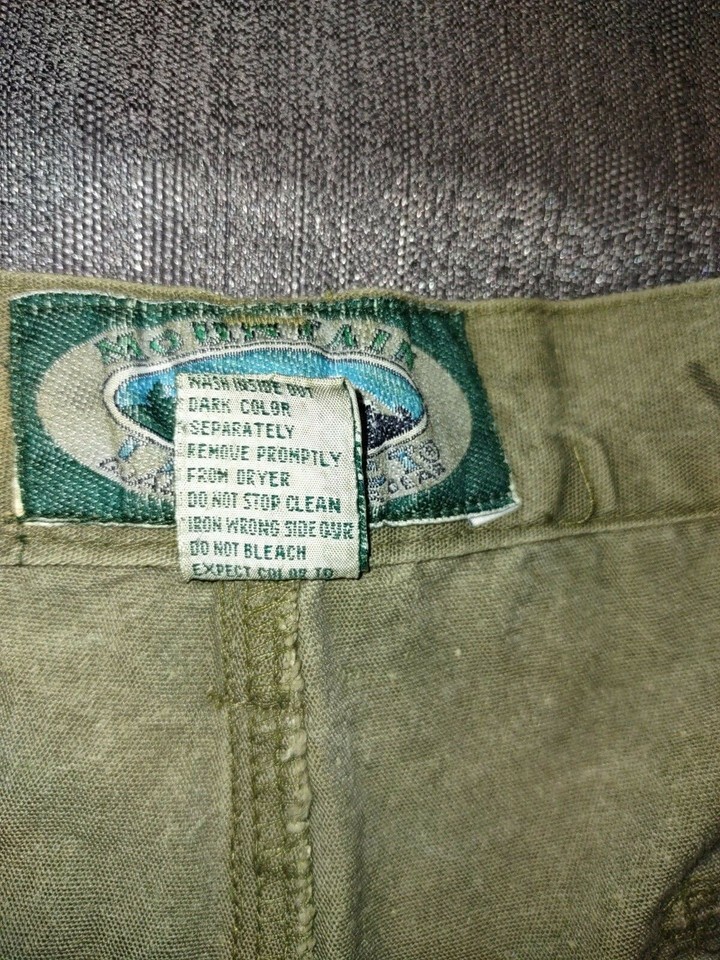 MOUNTAIN
WASH INSIDE OUT
DARK COLOR
SEPARATELY
REMOVE PROMPTLY
FROM DRYER
DO NOT STOP CLEAN
IRON WRONG SIDE OUR
DO NOT BLEACH
EXPECT COLOR TO